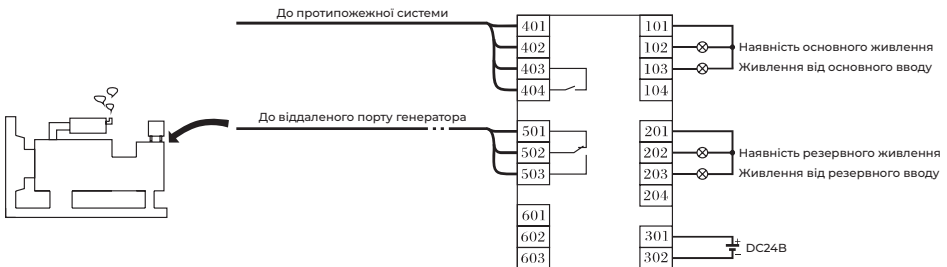 До протипожежної системи
401 101
402 102 Наявність основного живлення
403 103 Живлення від основного вводу
404 104
До віддаленого порту генератора
501 201
502 202 Наявність резервного живлення
503 203 Живлення від резервного вводу
204
601
602 301 +
DC24В
603 302 −